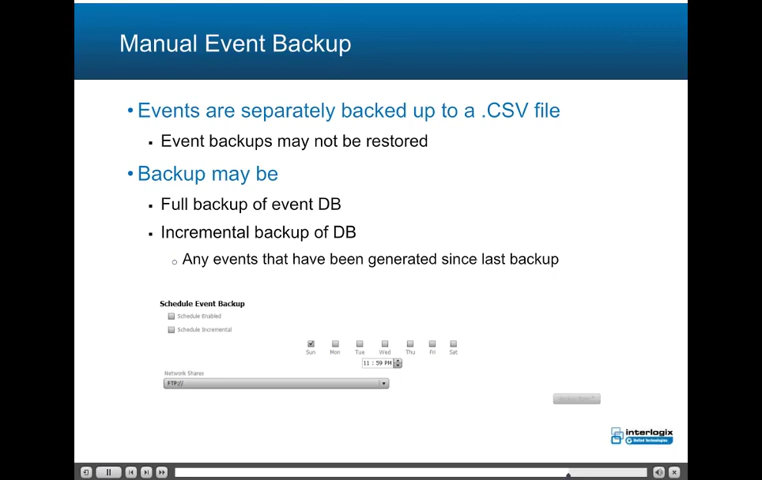 Manual Event Backup
• Events are separately backed up to a .CSV file
▪ Event backups may not be restored
• Backup may be
▪ Full backup of event DB
▪ Incremental backup of DB
○ Any events that have been generated since last backup
Schedule Event Backup
Schedule Enabled
Schedule Incremental
Sun Mon Tue Wed Thu Fri Sat
11 : 59 PM
Network Shares
FTP://
interlogix
United Technologies